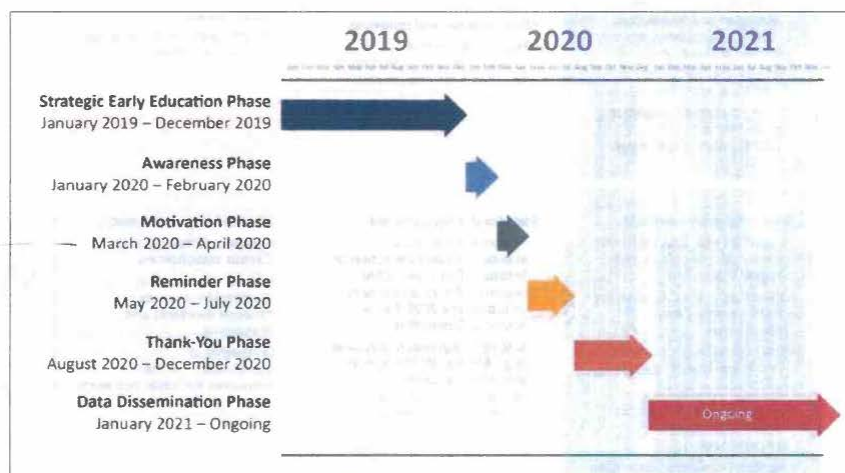 2019 2020 2021
Strategic Early Education Phase
January 2019 – December 2019
Awareness Phase
January 2020 – February 2020
Motivation Phase
March 2020 – April 2020
Reminder Phase
May 2020 – July 2020
Thank-You Phase
August 2020 – December 2020
Data Dissemination Phase
January 2021 – Ongoing
Ongoing